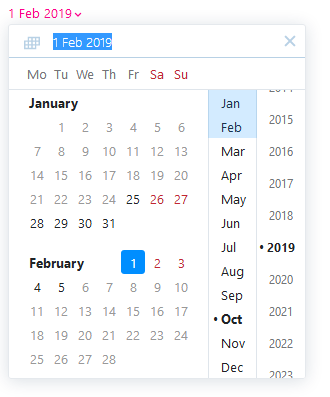 1 Feb 2019
1 Feb 2019
Mo Tu We Th Fr Sa Su
January
1 2 3 4 5 6
7 8 9 10 11 12 13
14 15 16 17 18 19 20
21 22 23 24 25 26 27
28 29 30 31
February
1 2 3
4 5 6 7 8 9 10
11 12 13 14 15 16 17
18 19 20 21 22 23 24
25 26 27 28
Jan
Feb
Mar
Apr
May
Jun
Jul
Aug
Sep
• Oct
Nov
Dec
2014
2015
2016
2017
2018
• 2019
2020
2021
2022
2023